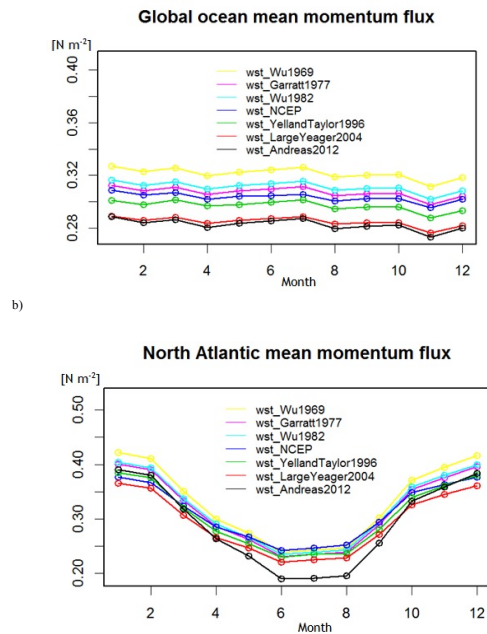 Global ocean mean momentum flux
[N m-2]
0.40
0.36
0.32
0.28
wst_Wu1969
wst_Garratt1977
wst_Wu1982
wst_NCEP
wst_YellandTaylor1996
wst_LargeYeager2004
wst_Andreas2012
2 4 6 8 10 12
Month
b)
North Atlantic mean momentum flux
[N m-2]
0.50
0.40
0.30
0.20
wst_Wu1969
wst_Garratt1977
wst_Wu1982
wst_NCEP
wst_YellandTaylor1996
wst_LargeYeager2004
wst_Andreas2012
2 4 6 8 10 12
Month